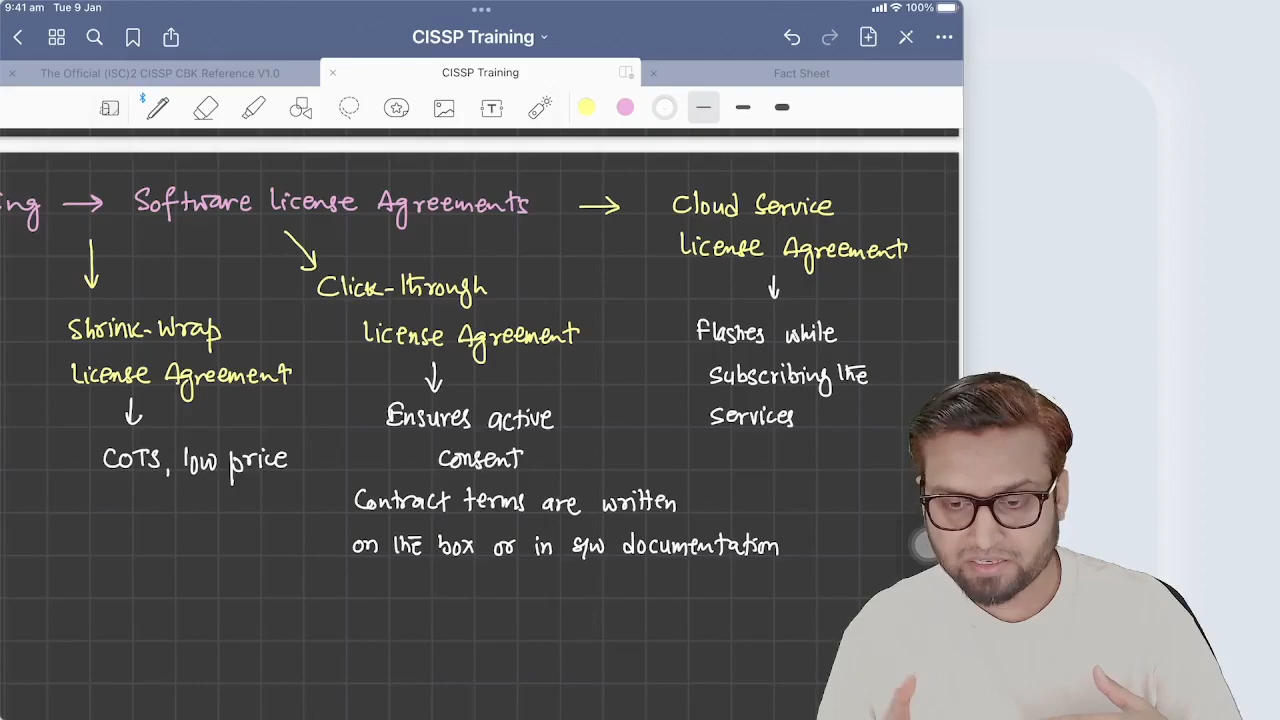 9:41 am Tue 9 Jan
100%
CISSP Training
The Official (ISC)2 CISSP CBK Reference V1.0
CISSP Training
Fact Sheet
ing → Software License Agreements → Cloud Service
License Agreement
Flashes while
subscribing the
services
Click-through
License Agreement
Ensures active
consent
Contract terms are written
on the box or in s/w documentation
Shrink-Wrap
License Agreement
COTS, low price